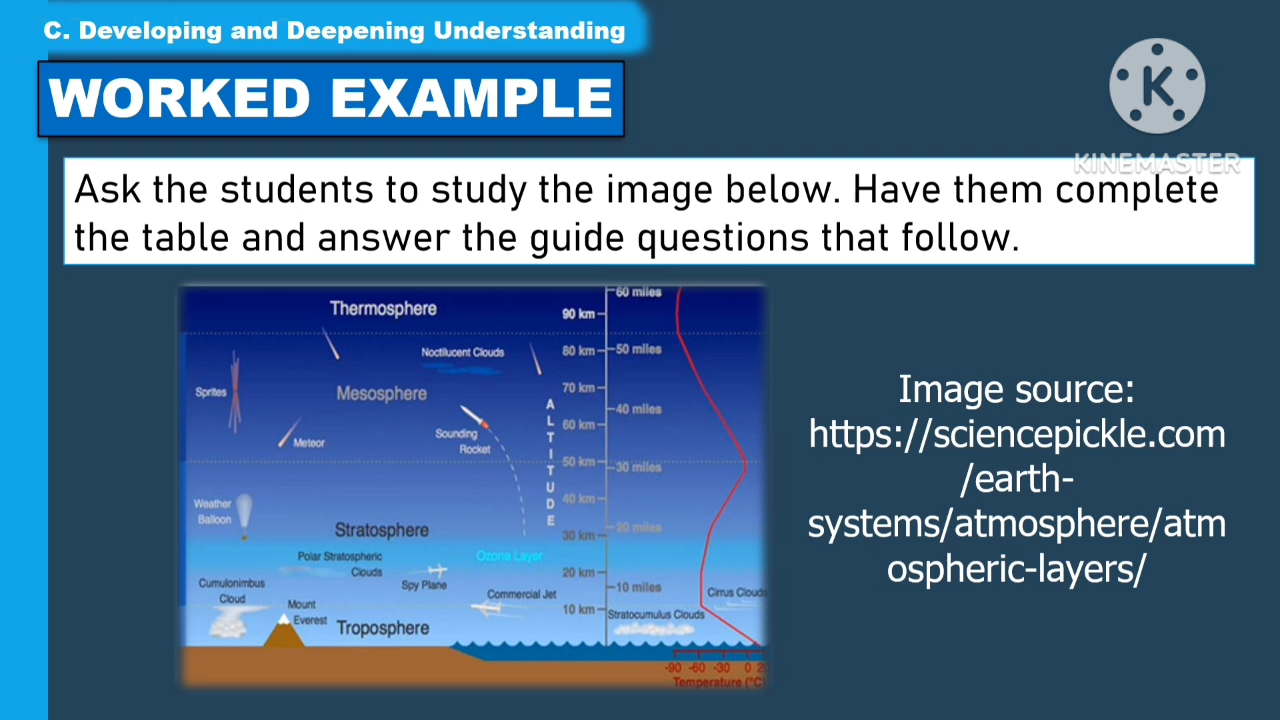 C. Developing and Deepening Understanding
WORKED EXAMPLE
K
KINEMASTER
Ask the students to study the image below. Have them complete
the table and answer the guide questions that follow.
Thermosphere
60 miles
90 km
Noctilucent Clouds
80 km
50 miles
Sprites
Mesosphere
70 km
40 miles
Meteor
Sounding
Rocket
60 km
ALTITUDE
50 km
30 miles
Weather
Balloon
40 km
Stratosphere
20 miles
30 km
Polar Stratospheric
Clouds
Ozone Layer
20 km
Spy Plane
Cumulonimbus
Cloud
10 miles
Commercial Jet
Cirrus Clouds
Mount
Everest
10 km
Stratocumulus Clouds
Troposphere
-90 -60 -30 0 20
Temperature (°C)
Image source:
https://sciencepickle.com
/earth-
systems/atmosphere/atm
ospheric-layers/